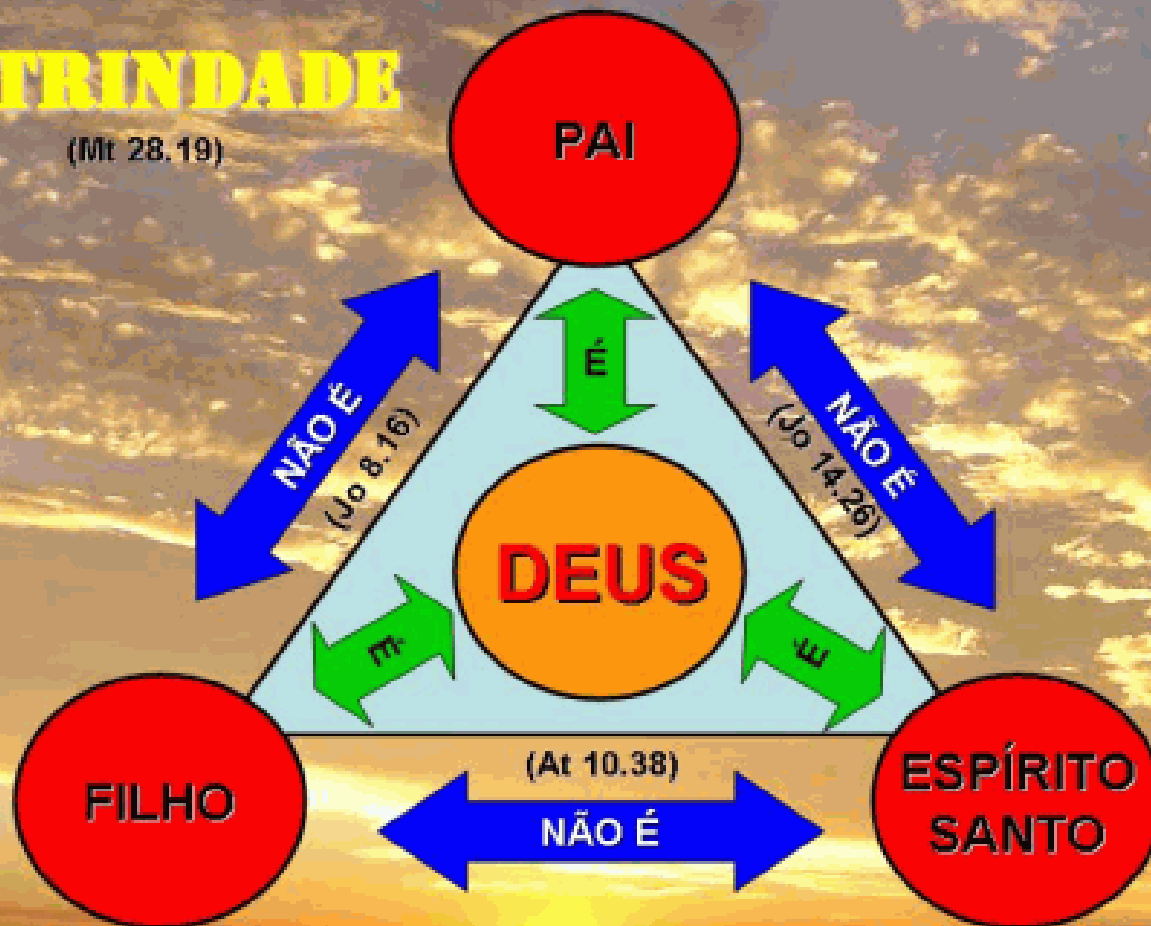 TRINDADE
(Mt 28.19)
PAI
É
NÃO É
(Jo 8.16)
NÃO É
(Jo 14.26)
DEUS
É
É
(At 10.38)
NÃO É
FILHO
ESPÍRITO
SANTO